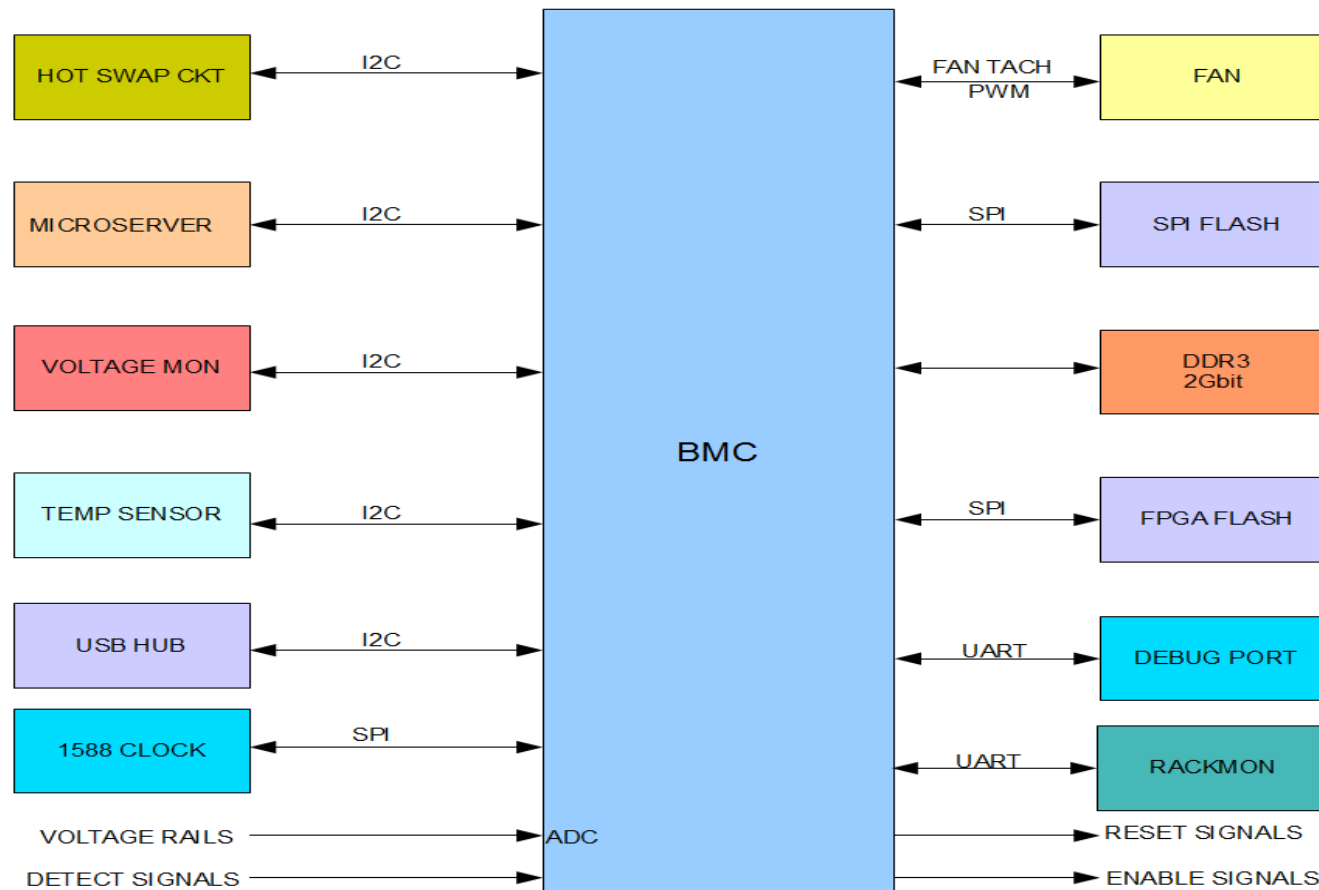 HOT SWAP CKT
I2C
FAN TACH
PWM
FAN
MICROSERVER
I2C
SPI
SPI FLASH
VOLTAGE MON
I2C
DDR3
2Gbit
BMC
TEMP SENSOR
I2C
SPI
FPGA FLASH
USB HUB
I2C
UART
DEBUG PORT
1588 CLOCK
SPI
UART
RACKMON
VOLTAGE RAILS
ADC
RESET SIGNALS
DETECT SIGNALS
ENABLE SIGNALS